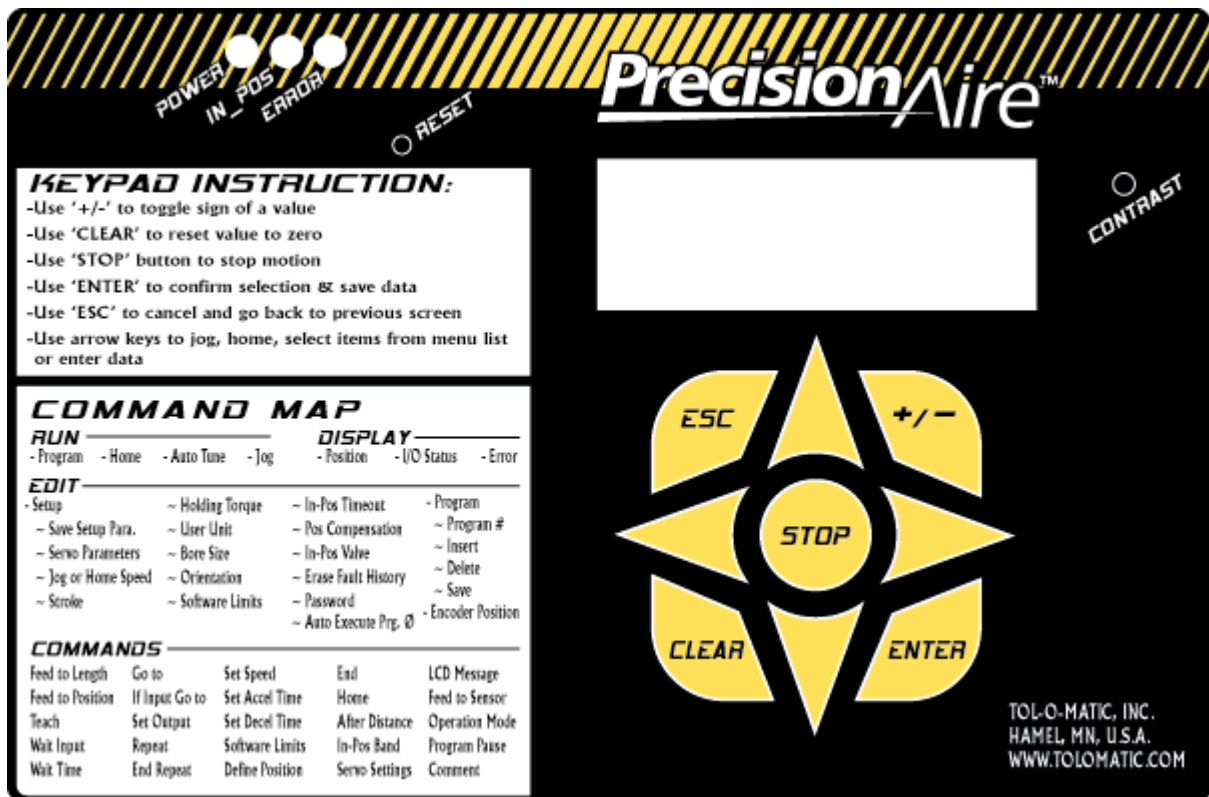 POWER
IN_POS
ERROR
RESET
PrecisionAire™
CONTRAST
KEYPAD INSTRUCTION:
-Use '+/-' to toggle sign of a value
-Use 'CLEAR' to reset value to zero
-Use 'STOP' button to stop motion
-Use 'ENTER' to confirm selection & save data
-Use 'ESC' to cancel and go back to previous screen
-Use arrow keys to jog, home, select items from menu list
or enter data
COMMAND MAP
RUN
- Program - Home - Auto Tune - Jog
DISPLAY
- Position - I/O Status - Error
EDIT
- Setup
~ Save Setup Para.
~ Servo Parameters
~ Jog or Home Speed
~ Stroke
~ Holding Torque
~ User Unit
~ Bore Size
~ Orientation
~ Software Limits
~ In-Pos Timeout
~ Pos Compensation
~ In-Pos Valve
~ Erase Fault History
~ Password
~ Auto Execute Prg. Ø
- Program
~ Program #
~ Insert
~ Delete
~ Save
- Encoder Position
COMMANDS
Feed to Length Go to Set Speed End LCD Message
Feed to Position If Input Go to Set Accel Time Home Feed to Sensor
Teach Set Output Set Decel Time After Distance Operation Mode
Wait Input Repeat Software Limits In-Pos Band Program Pause
Wait Time End Repeat Define Position Servo Settings Comment
ESC
+/-
STOP
CLEAR
ENTER
TOL-O-MATIC, INC.
HAMEL, MN, U.S.A.
WWW.TOLOMATIC.COM